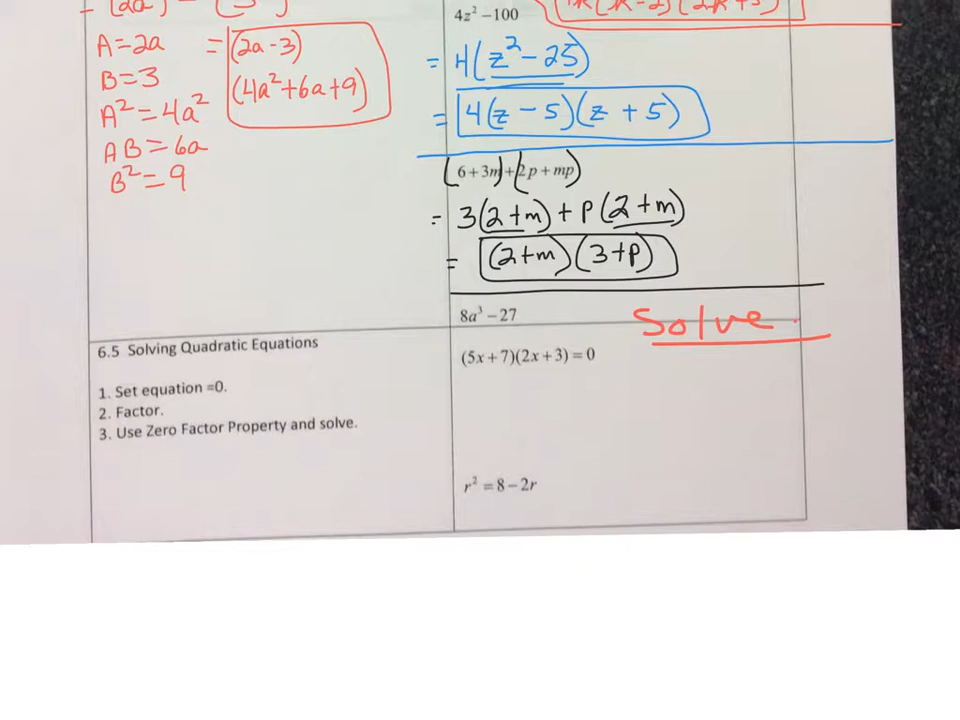 A=2a = (2a-3)
B=3 (4a²+6a+9)
A²=4a²
AB=6a
B²=9
4z² −100
= 4(z²−25)
= 4(z−5)(z+5)
(6+3m)+(2p+mp)
= 3(2+m)+p(2+m)
= (2+m)(3+p)
8a³ −27
Solve
6.5 Solving Quadratic Equations
1. Set equation =0.
2. Factor.
3. Use Zero Factor Property and solve.
(5x+7)(2x+3)=0
r² =8−2r